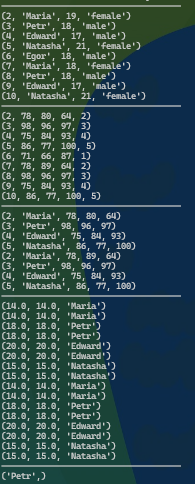 (2, 'Maria', 19, 'female')
(3, 'Petr', 18, 'male')
(4, 'Edward', 17, 'male')
(5, 'Natasha', 21, 'female')
(6, 'Egor', 18, 'male')
(7, 'Maria', 18, 'female')
(8, 'Petr', 18, 'male')
(9, 'Edward', 17, 'male')
(10, 'Natasha', 21, 'female')
(2, 78, 80, 64, 2)
(3, 98, 96, 97, 3)
(4, 75, 84, 93, 4)
(5, 86, 77, 100, 5)
(6, 71, 66, 87, 1)
(7, 78, 89, 64, 2)
(8, 98, 96, 97, 3)
(9, 75, 84, 93, 4)
(10, 86, 77, 100, 5)
(2, 'Maria', 78, 80, 64)
(3, 'Petr', 98, 96, 97)
(4, 'Edward', 75, 84, 93)
(5, 'Natasha', 86, 77, 100)
(2, 'Maria', 78, 89, 64)
(3, 'Petr', 98, 96, 97)
(4, 'Edward', 75, 84, 93)
(5, 'Natasha', 86, 77, 100)
(14.0, 14.0, 'Maria')
(14.0, 14.0, 'Maria')
(18.0, 18.0, 'Petr')
(18.0, 18.0, 'Petr')
(20.0, 20.0, 'Edward')
(20.0, 20.0, 'Edward')
(15.0, 15.0, 'Natasha')
(15.0, 15.0, 'Natasha')
(14.0, 14.0, 'Maria')
(14.0, 14.0, 'Maria')
(18.0, 18.0, 'Petr')
(18.0, 18.0, 'Petr')
(20.0, 20.0, 'Edward')
(20.0, 20.0, 'Edward')
(15.0, 15.0, 'Natasha')
(15.0, 15.0, 'Natasha')
('Petr',)